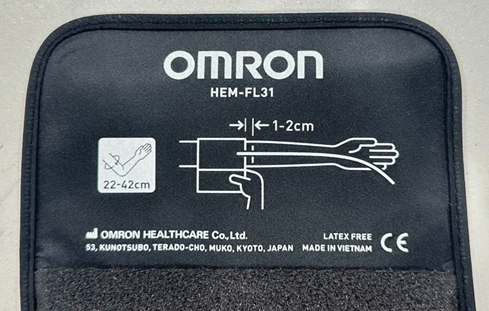 OMRON
HEM-FL31
1-2cm
22-42cm
OMRON HEALTHCARE Co., Ltd.
53, KUNOTSUBO, TERADO-CHO, MUKO, KYOTO, JAPAN
LATEX FREE
MADE IN VIETNAM
CE